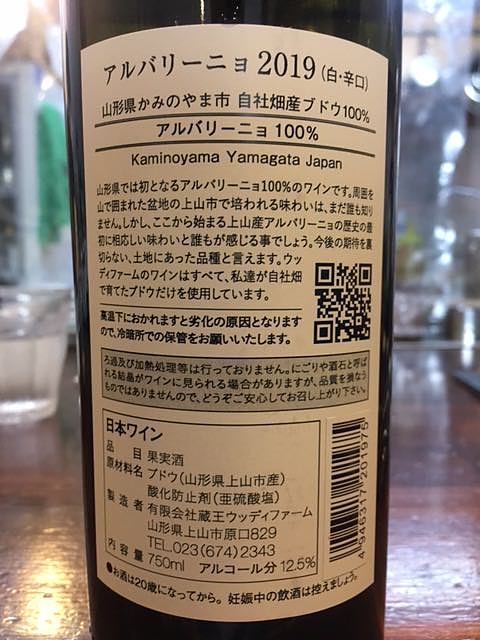 アルバリーニョ 2019 (白・辛口)
山形県かみのやま市 自社畑産ブドウ100%
アルバリーニョ 100%
Kaminoyama Yamagata Japan
山形県では初となるアルバリーニョ100%のワインです。周囲を
山で囲まれた盆地の上山市で培われる味わいは、まだ誰も知り
ません。しかし、ここから始まる上山産アルバリーニョの歴史の最
初に相応しい味わいと誰もが感じる事でしょう。今後の期待を裏
切らない、土地にあった品種と言えます。ウッ
ディファームのワインはすべて、私達が自社畑
で育てたブドウだけを使用しています。
高温下におかれますと劣化の原因となります
ので、冷暗所での保管をお願いいたします。
ろ過及び加熱処理等は行っておりません。にごりや酒石と呼ば
れる結晶がワインに見られる場合がありますが、品質を損なう
ものではありませんので、どうぞご安心してお召し上がり下さい。
日本ワイン
品目 果実酒
原材料名 ブドウ(山形県上山市産)
酸化防止剤(亜硫酸塩)
製造者 有限会社蔵王ウッディファーム
山形県上山市原口829
TEL.023(674)2343
内容量 750ml アルコール分 12.5%
4946317201975
●お酒は20歳になってから。妊娠中の飲酒は控えましょう。